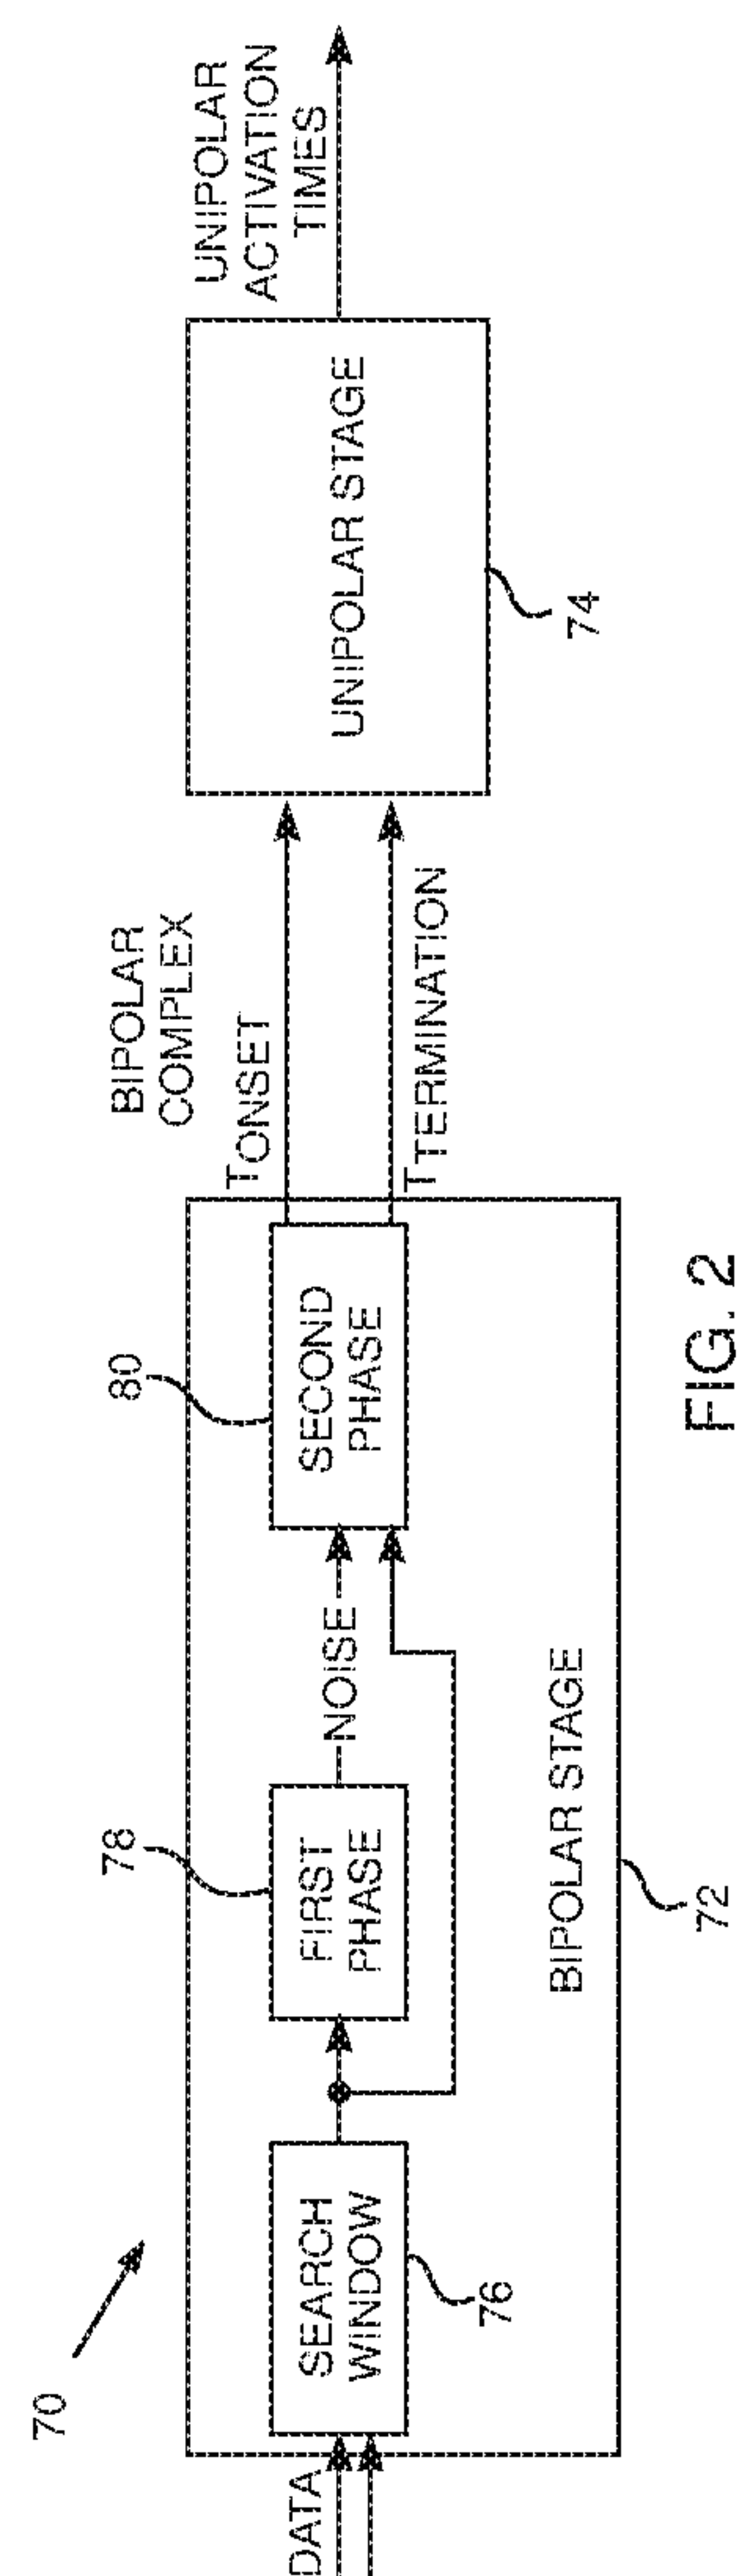 70
DATA
SEARCH
WINDOW
76
78
FIRST
PHASE
NOISE
80
SECOND
PHASE
BIPOLAR STAGE
72
BIPOLAR
COMPLEX
TONSET
TTERMINATION
UNIPOLAR STAGE
74
UNIPOLAR
ACTIVATION
TIMES
FIG. 2